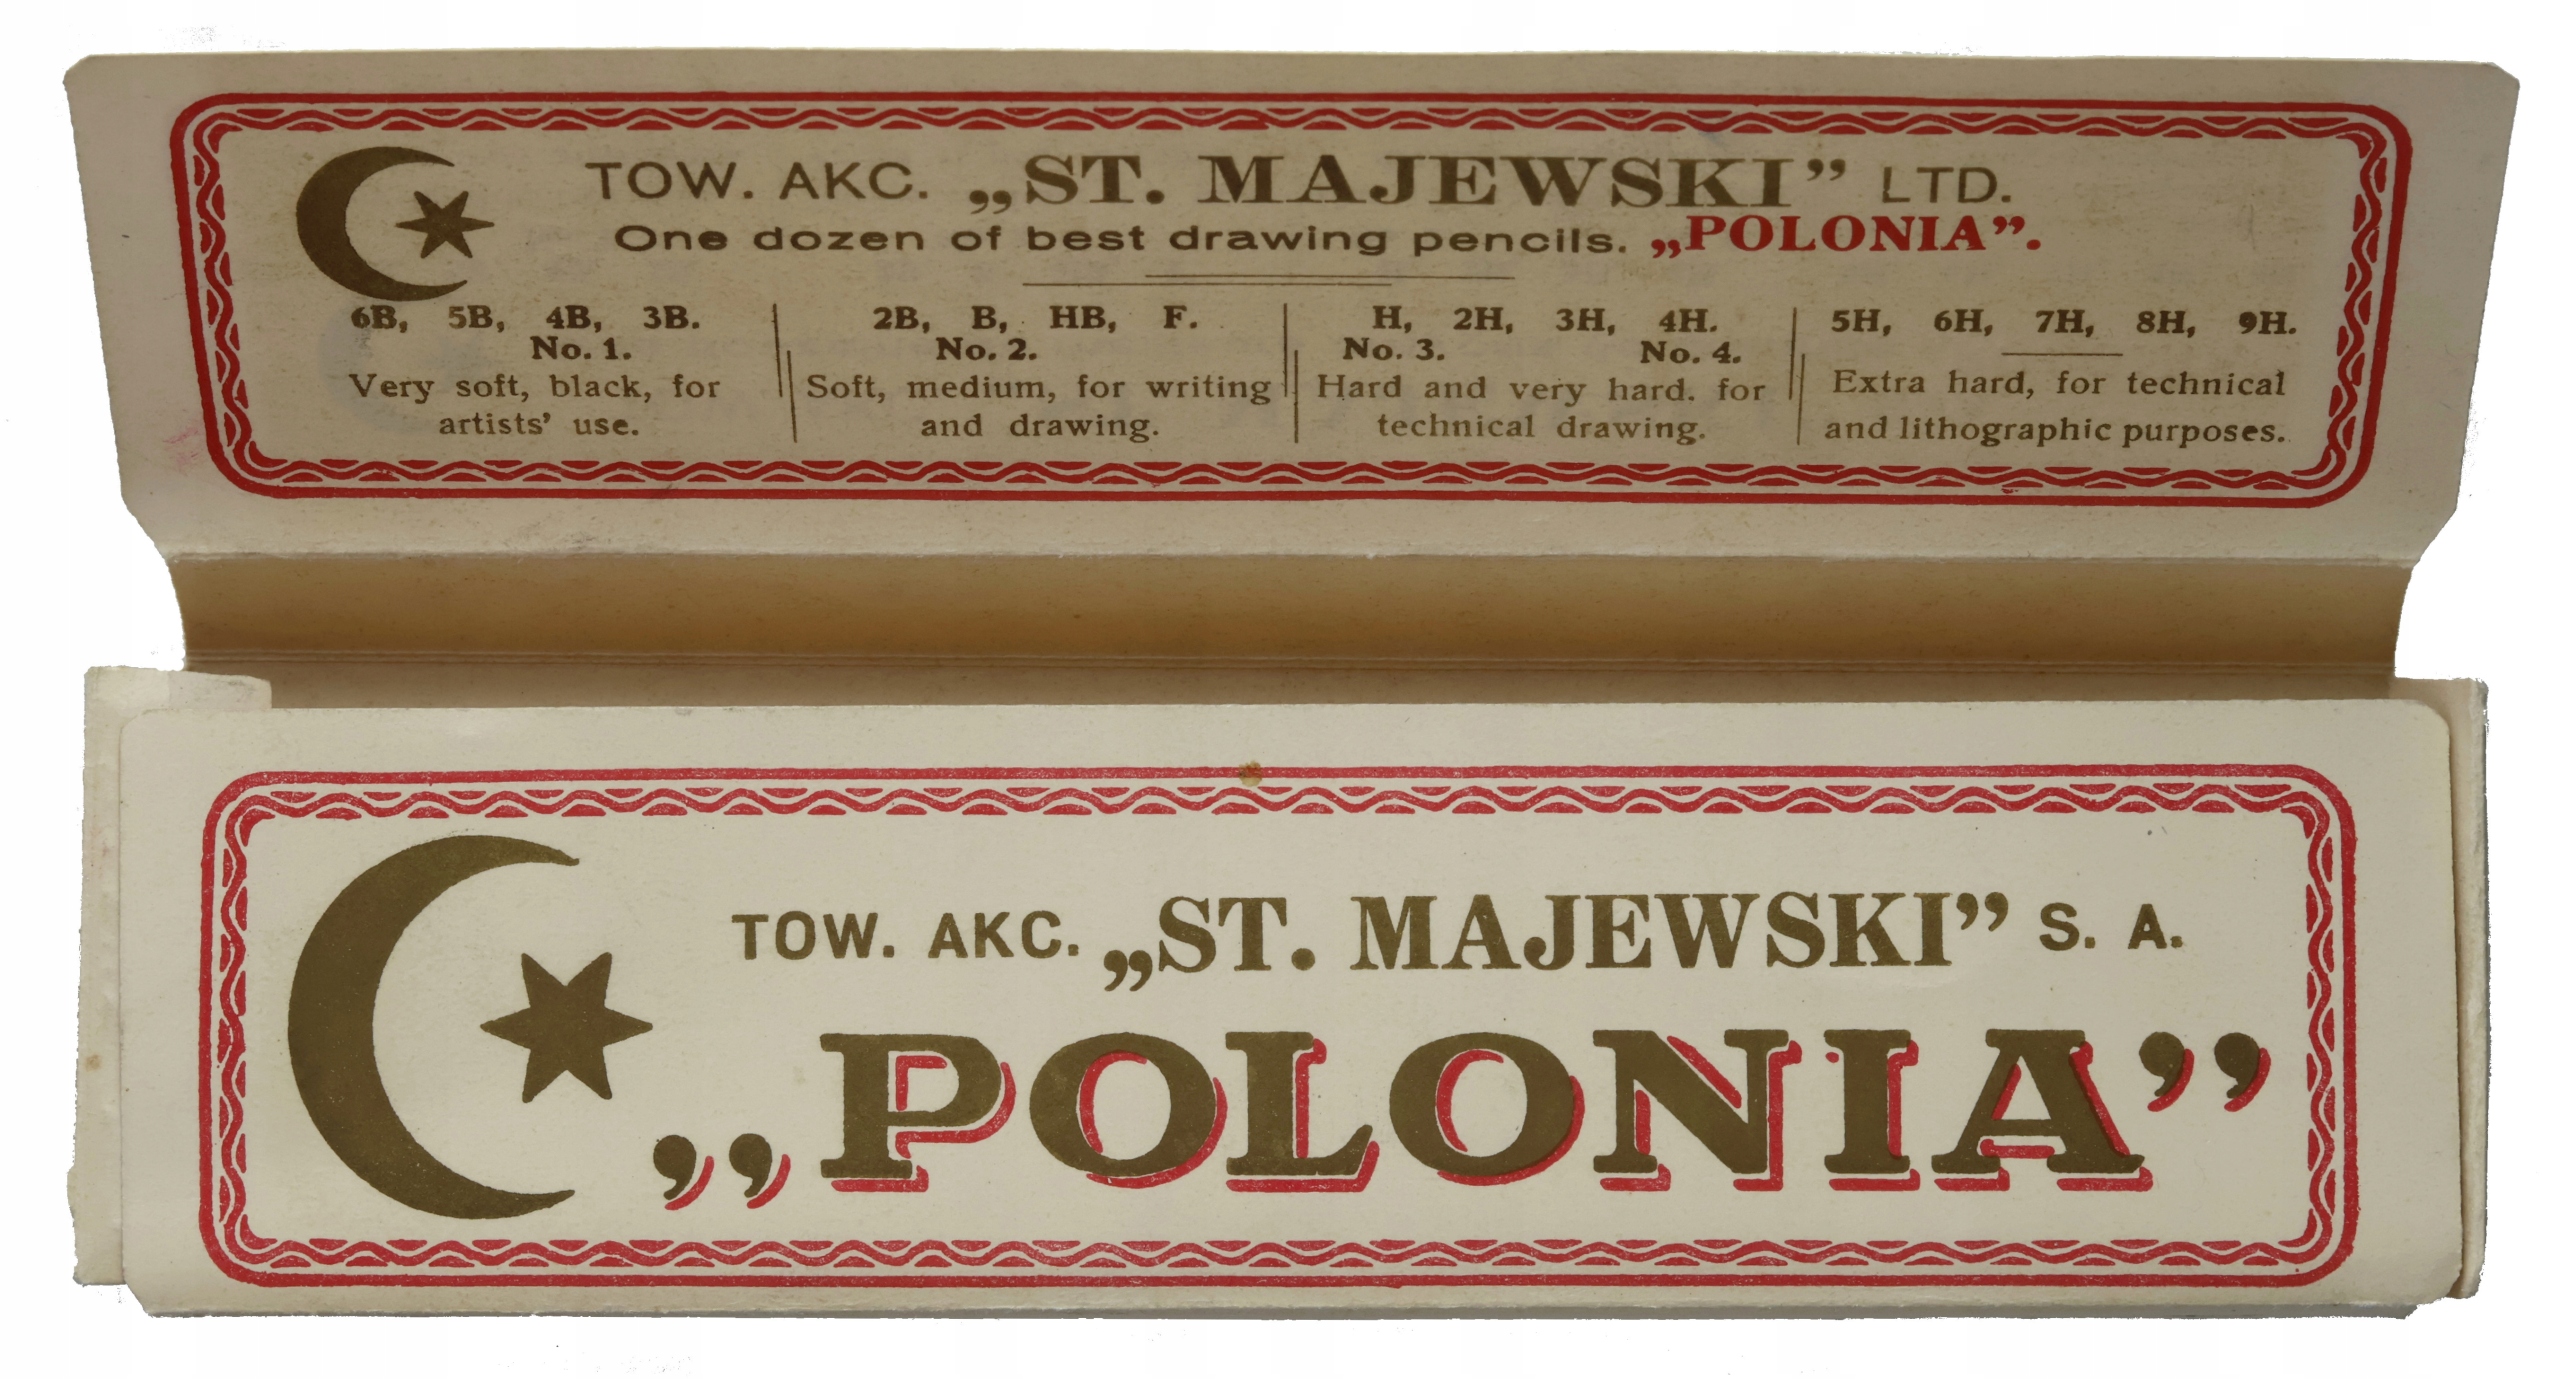 TOW. AKC. „ST. MAJEWSKI” LTD.
One dozen of best drawing pencils. „POLONIA”.
6B, 5B, 4B, 3B.
No. 1.
Very soft, black, for
artists’ use.
2B, B, HB, F.
No. 2.
Soft, medium, for writing
and drawing.
H, 2H, 3H, 4H.
No. 3. No. 4.
Hard and very hard. for
technical drawing.
5H, 6H, 7H, 8H, 9H.
Extra hard, for technical
and lithographic purposes.
TOW. AKC. „ST. MAJEWSKI” S. A.
„POLONIA”